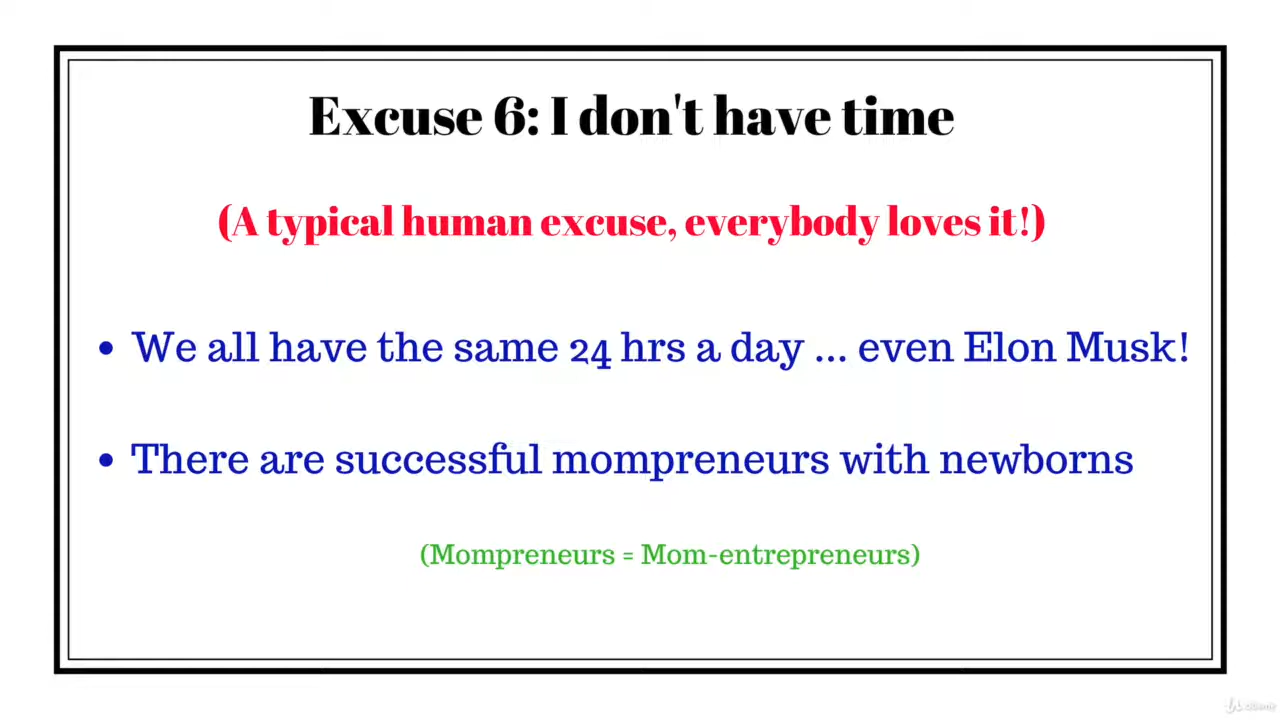 Excuse 6: I don't have time
(A typical human excuse, everybody loves it!)
• We all have the same 24 hrs a day ... even Elon Musk!
• There are successful mompreneurs with newborns
(Mompreneurs = Mom-entrepreneurs)